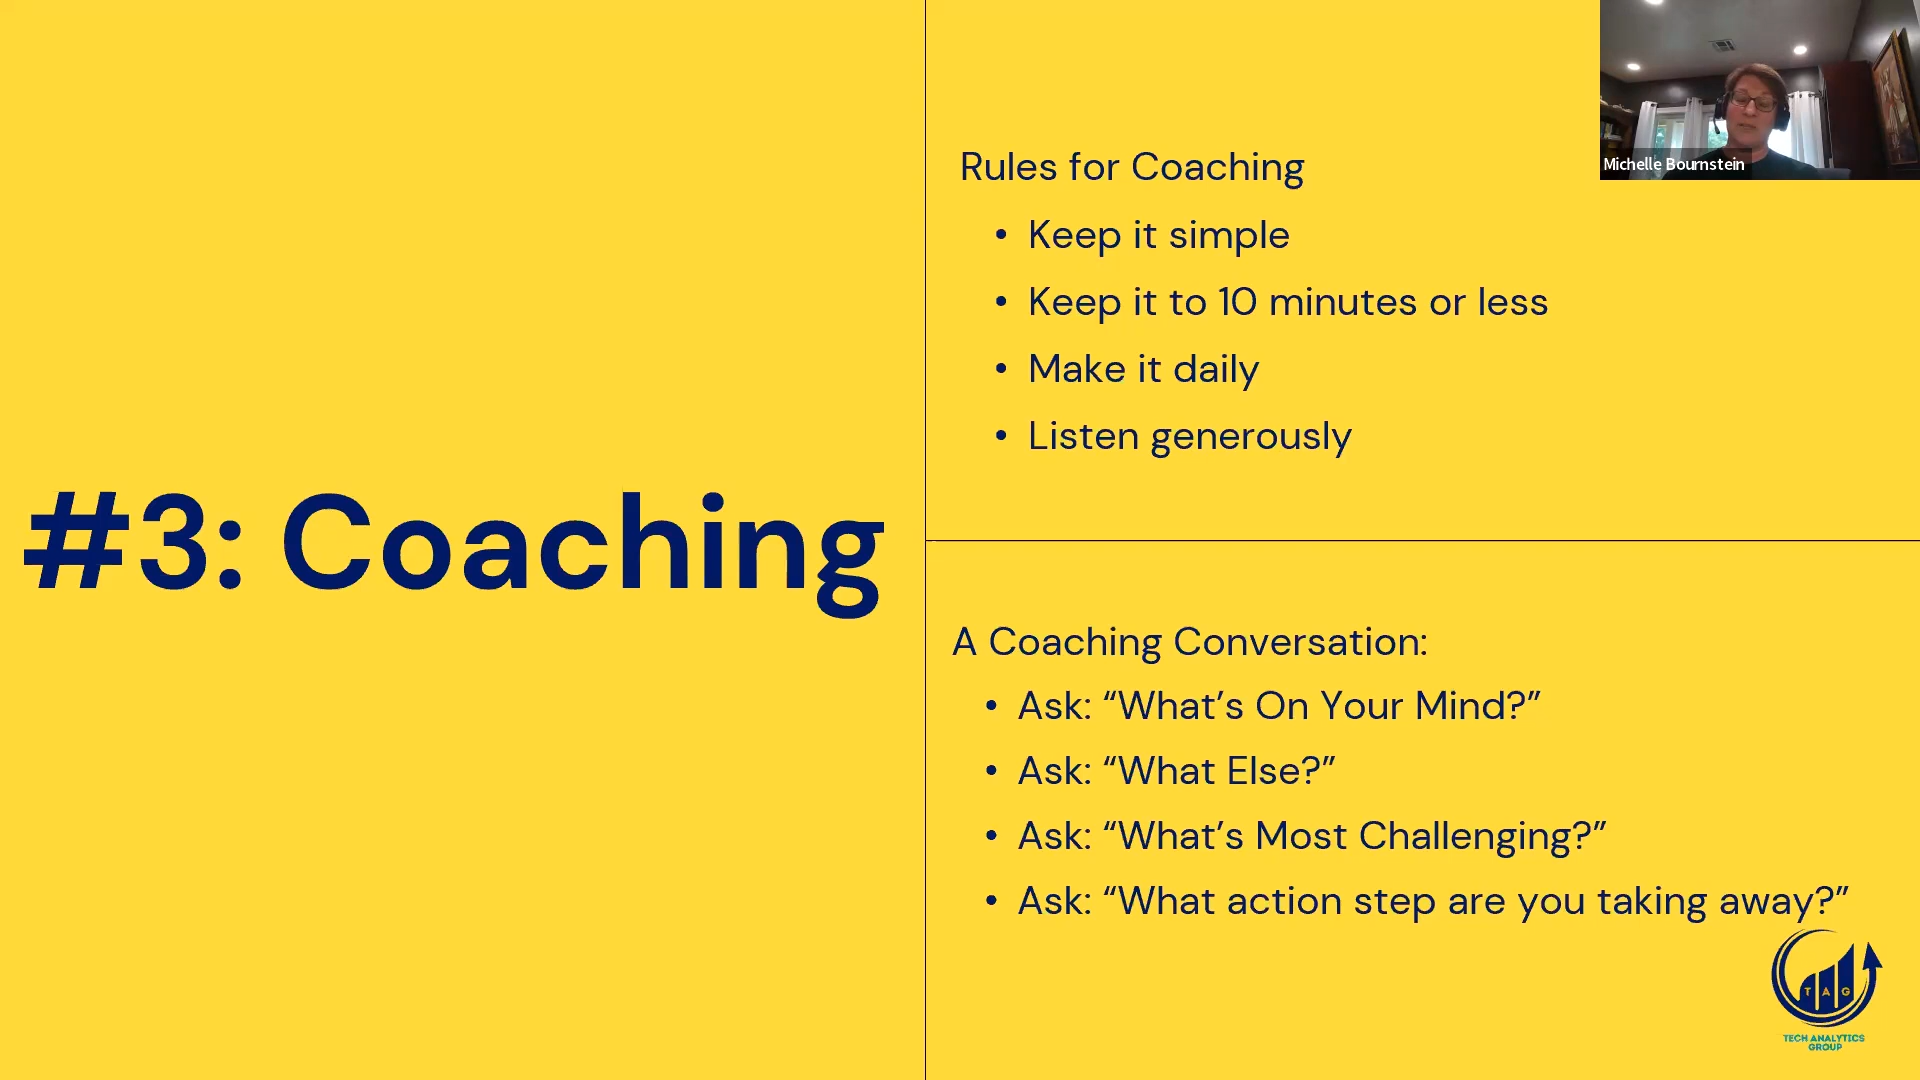 #3: Coaching
Rules for Coaching
• Keep it simple
• Keep it to 10 minutes or less
• Make it daily
• Listen generously
A Coaching Conversation:
• Ask: “What’s On Your Mind?”
• Ask: “What Else?”
• Ask: “What’s Most Challenging?”
• Ask: “What action step are you taking away?”
Michelle Bournstein
T A G
TECH ANALYTICS
GROUP